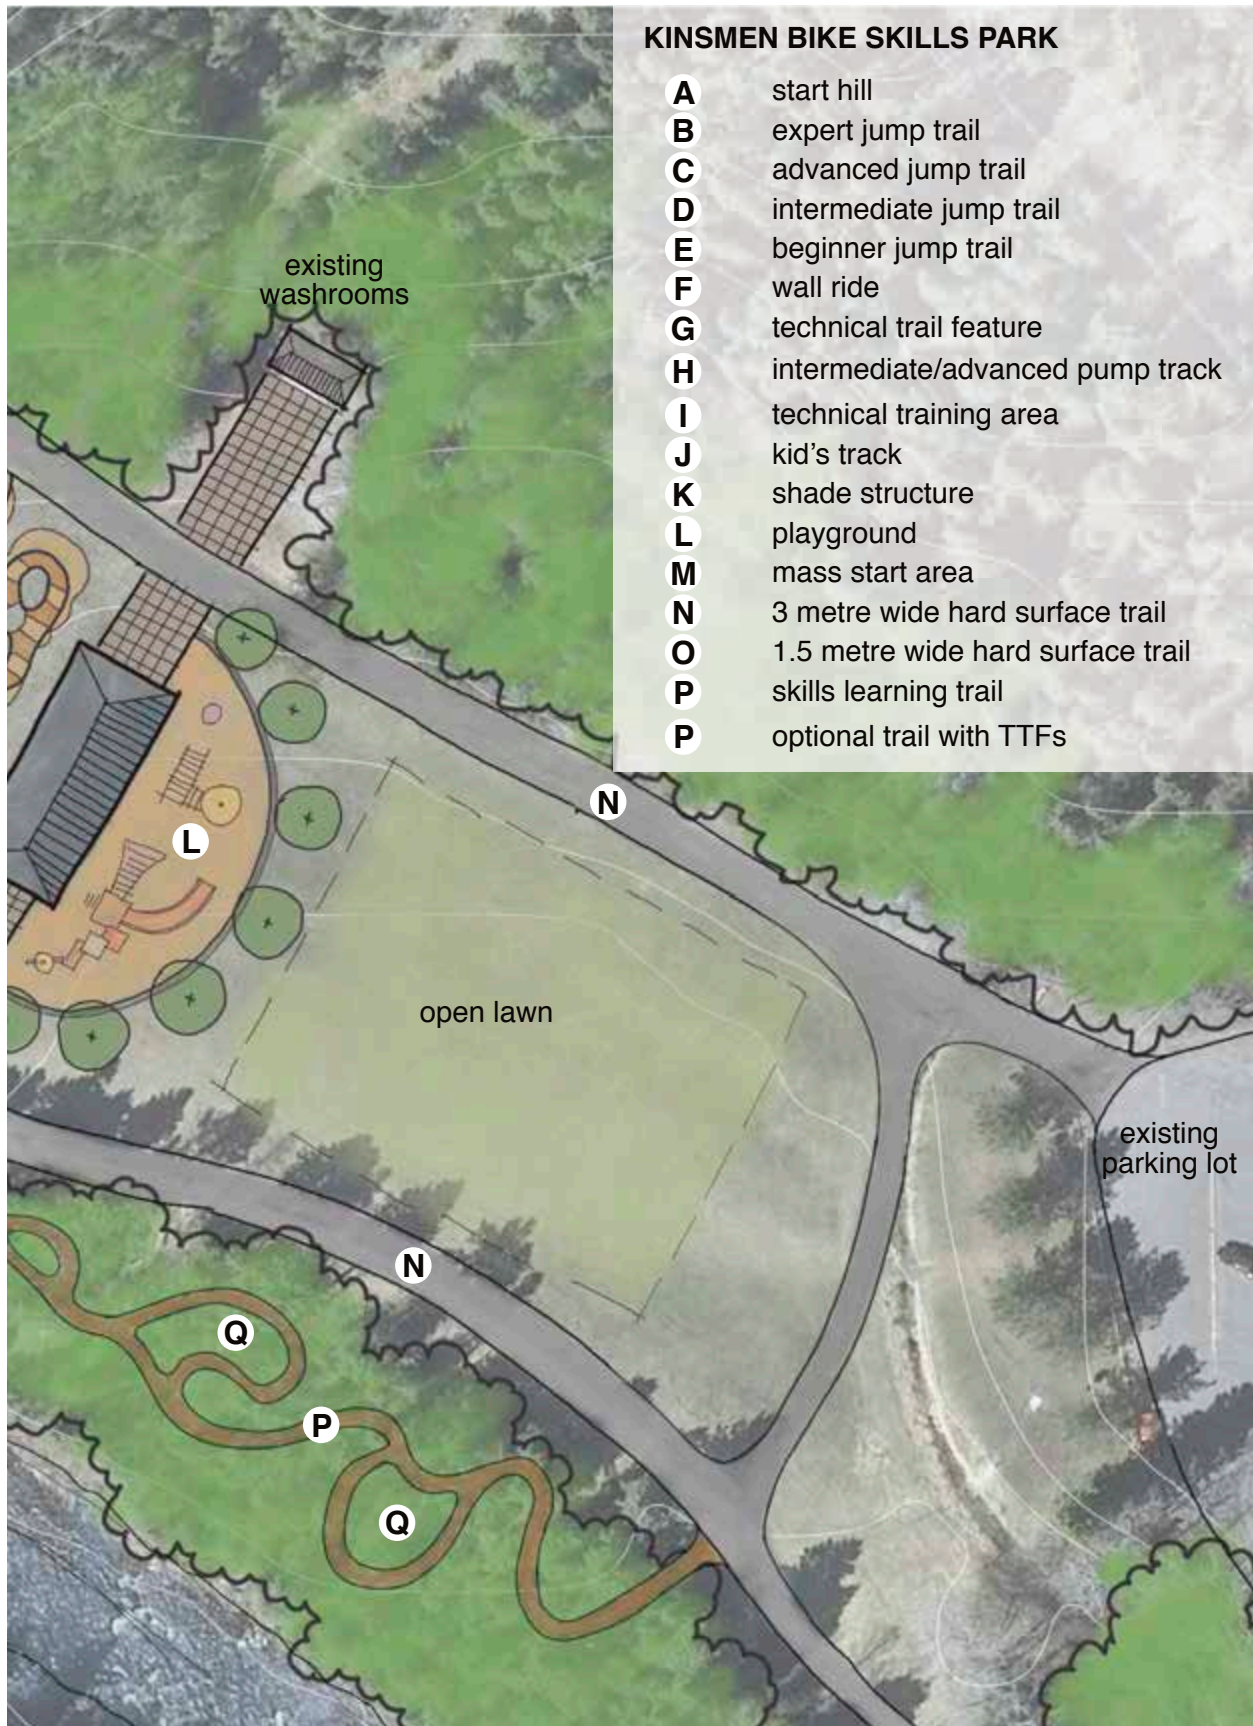 KINSMEN BIKE SKILLS PARK
A start hill
B expert jump trail
C advanced jump trail
D intermediate jump trail
E beginner jump trail
F wall ride
G technical trail feature
H intermediate/advanced pump track
I technical training area
J kid's track
K shade structure
L playground
M mass start area
N 3 metre wide hard surface trail
O 1.5 metre wide hard surface trail
P skills learning trail
P optional trail with TTFs
existing
washrooms
N
L
open lawn
existing
parking lot
N
Q
P
Q